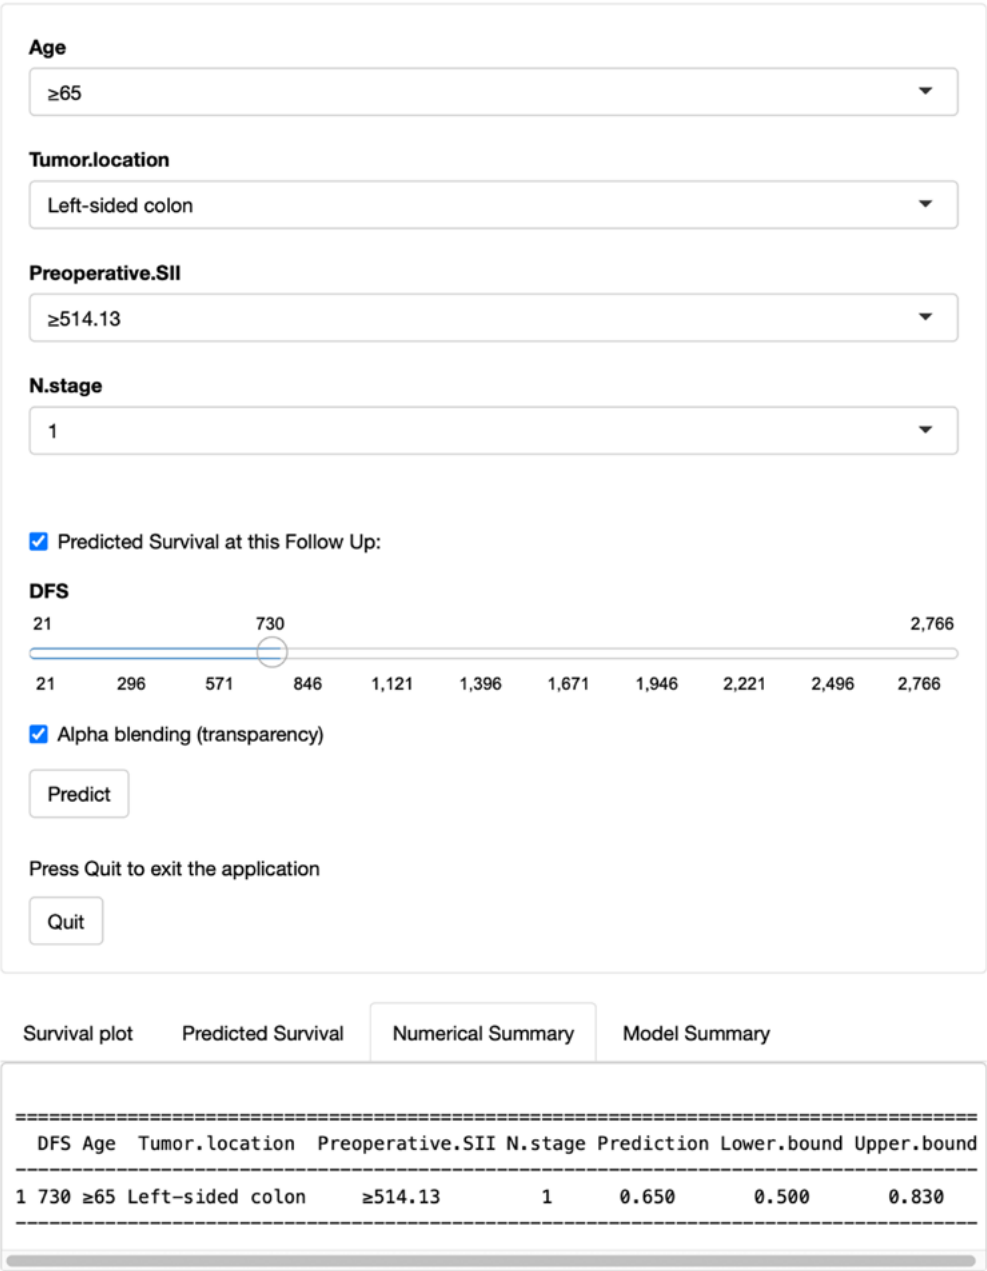 Age
≥65
Tumor.location
Left-sided colon
Preoperative.SII
≥514.13
N.stage
1
Predicted Survival at this Follow Up:
DFS
21 730 2,766
21 296 571 846 1,121 1,396 1,671 1,946 2,221 2,496 2,766
Alpha blending (transparency)
Predict
Press Quit to exit the application
Quit
Survival plot Predicted Survival Numerical Summary Model Summary
DFS Age Tumor.location Preoperative.SII N.stage Prediction Lower.bound Upper.bound
1 730 ≥65 Left-sided colon ≥514.13 1 0.650 0.500 0.830